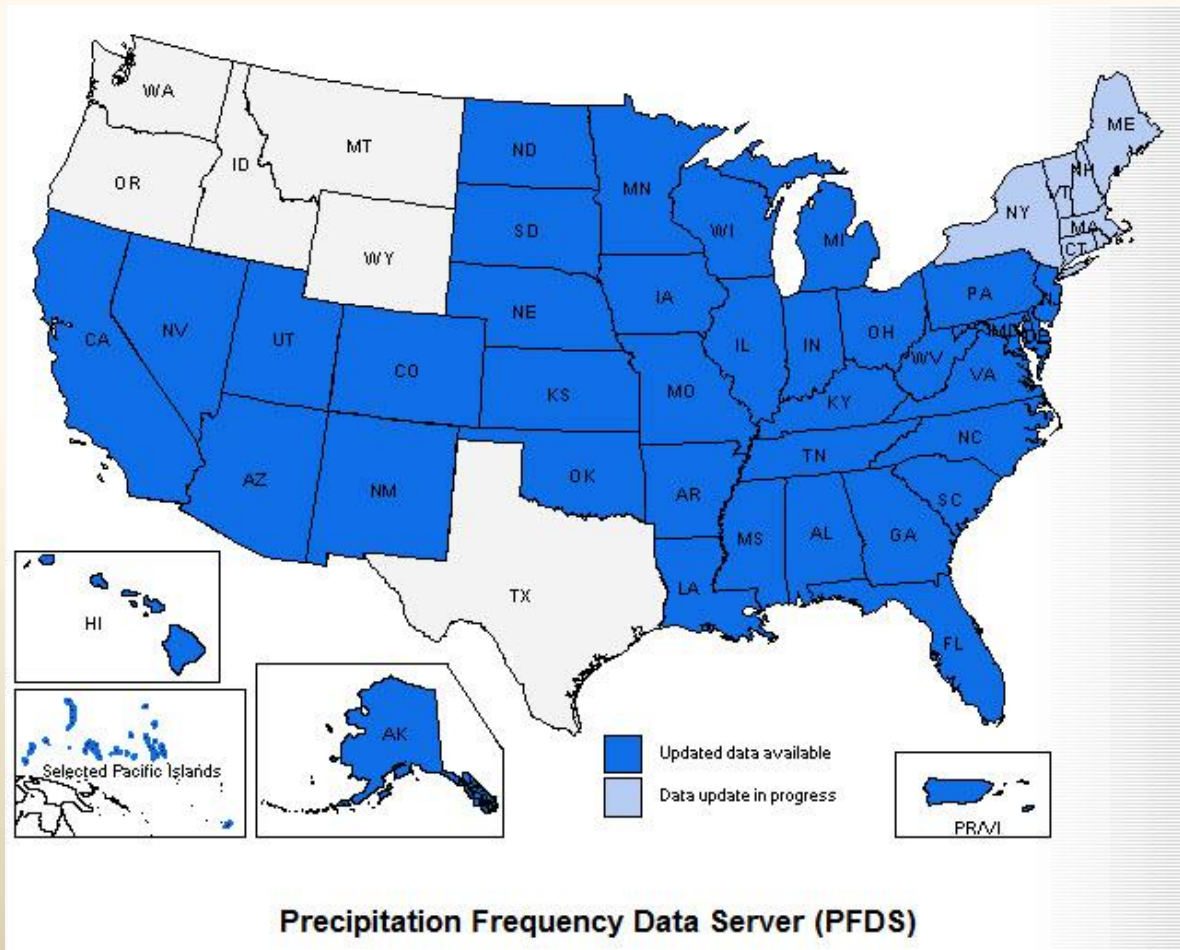 WA
MT
ND
ME
OR
ID
MN
NH
VT
NY
SD
WI
MI
MA
CT
WY
IA
PA
NJ
NE
MD
DE
CA
NV
UT
CO
IL
IN
OH
WV
VA
KS
MO
KY
NC
TN
AZ
NM
OK
AR
SC
MS
AL
GA
LA
TX
HI
FL
AK
Selected Pacific Islands
Updated data available
Data update in progress
PR/VI
Precipitation Frequency Data Server (PFDS)